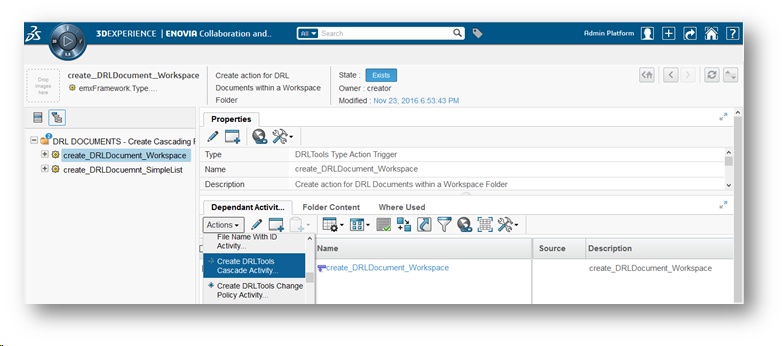 3DEXPERIENCE | ENOVIA Collaboration and..
All
Search
Admin Platform
Drop
images
here
create_DRLDocument_Workspace
emxFramework.Type....
Create action for DRL
Documents within a Workspace
Folder
State : Exists
Owner : creator
Modified : Nov 23, 2016 6:53:43 PM
2
DRL DOCUMENTS - Create Cascading F
create_DRLDocument_Workspace
create_DRLDocuemnt_SimpleList
Properties
Type DRLTools Type Action Trigger
Name create_DRLDocument_Workspace
Description Create action for DRL Documents within a Workspace Folder
Dependant Activit... Folder Content Where Used
Actions
File Name With ID
Activity...
Create DRLTools
Cascade Activity...
Create DRLTools Change
Policy Activity...
Name Source Description
create_DRLDocument_Workspace create_DRLDocument_Workspace